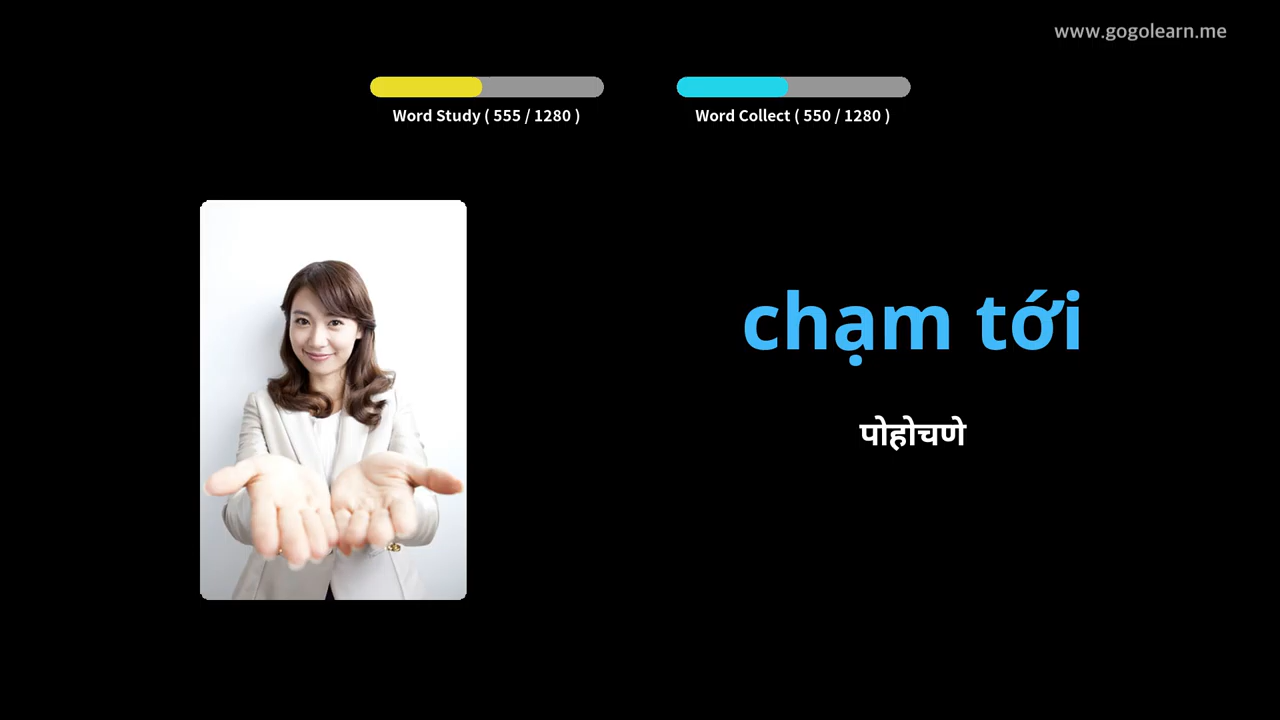 www.gogolearn.me
Word Study ( 555 / 1280 )
Word Collect ( 550 / 1280 )
chạm tới
पोहोचणे